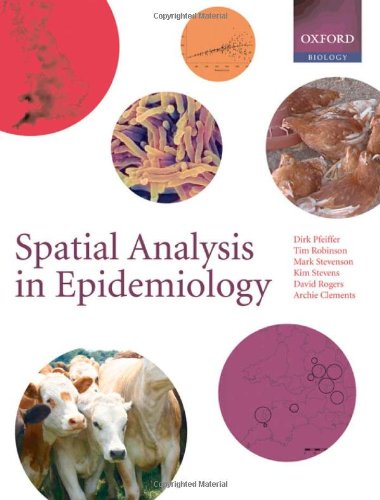 Copyrighted Material
OXFORD
BIOLOGY
Spatial Analysis
in Epidemiology
Dirk Pfeiffer
Tim Robinson
Mark Stevenson
Kim Stevens
David Rogers
Archie Clements
Copyrighted Material